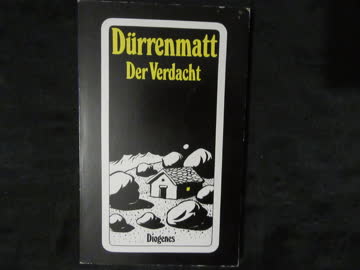 Dürrenmatt
Der Verdacht
Diogenes